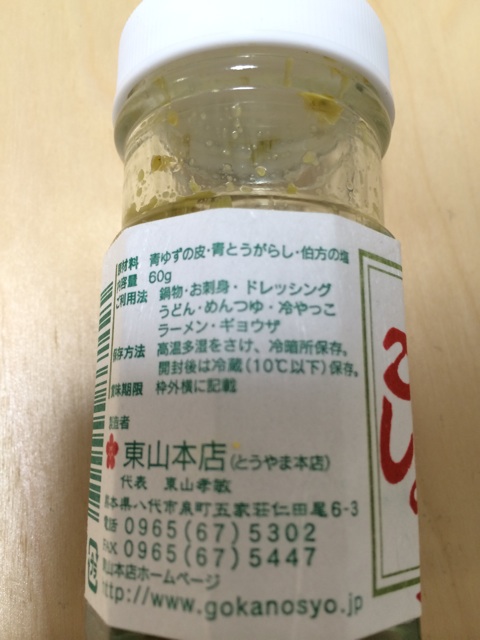 原材料 青ゆずの皮・青とうがらし・伯方の塩
内容量 60g
ご利用法 鍋物・お刺身・ドレッシング
うどん・めんつゆ・冷やっこ
ラーメン・ギョウザ
保存方法 高温多湿をさけ、冷暗所保存。
開封後は冷蔵(10℃以下)保存。
賞味期限 枠外横に記載
製造者
東山本店(とうやま本店)
代表 東山孝敏
熊本県八代市泉町五家荘仁田尾6-3
電話 0965(67)5302
FAX 0965(67)5447
東山本店ホームページ
http://www.gokanosyo.jp